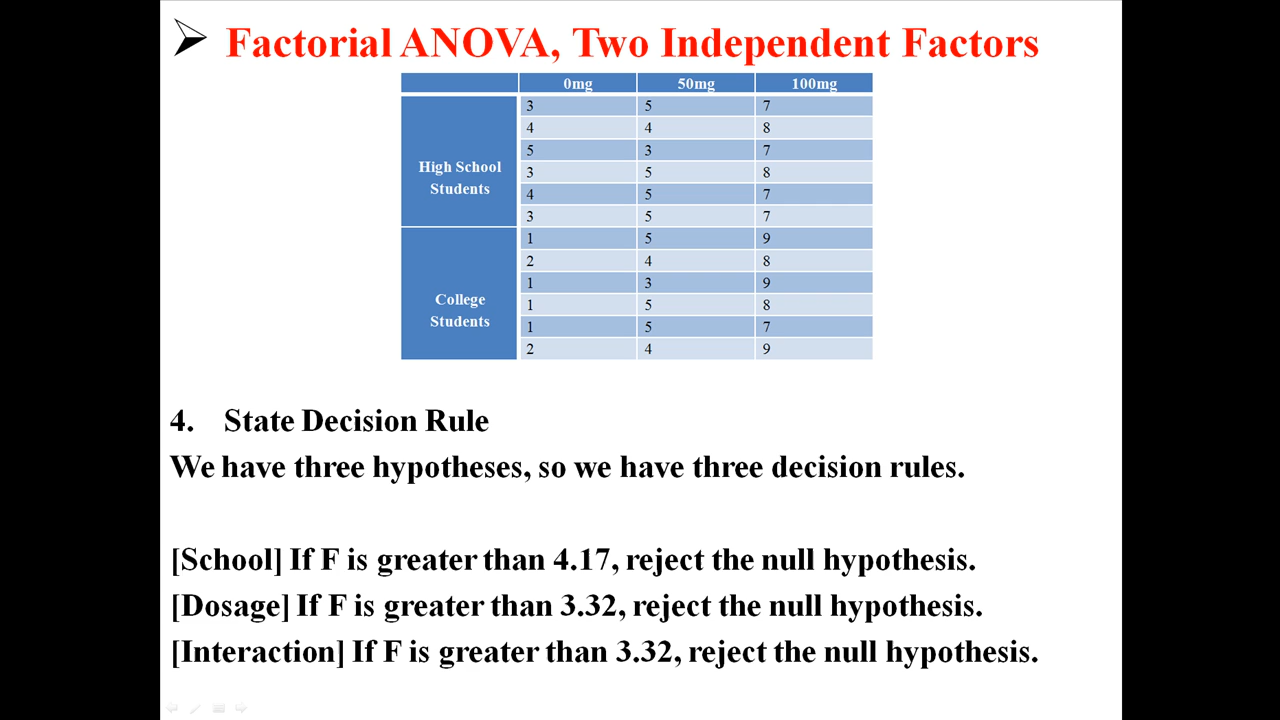 Factorial ANOVA, Two Independent Factors
0mg 50mg 100mg
3 5 7
4 4 8
5 3 7
High School
Students
3 5 8
4 5 7
3 5 7
1 5 9
2 4 8
1 3 9
College
Students
1 5 8
1 5 7
2 4 9
4. State Decision Rule
We have three hypotheses, so we have three decision rules.
[School] If F is greater than 4.17, reject the null hypothesis.
[Dosage] If F is greater than 3.32, reject the null hypothesis.
[Interaction] If F is greater than 3.32, reject the null hypothesis.